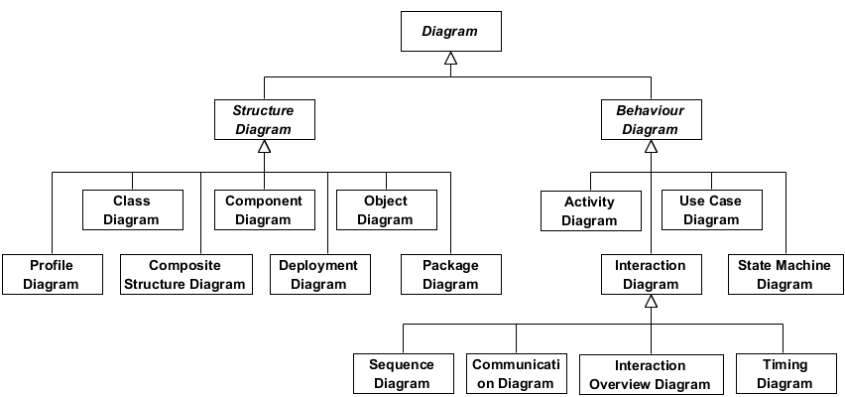 Diagram
Structure
Diagram
Behaviour
Diagram
Class
Diagram
Component
Diagram
Object
Diagram
Activity
Diagram
Use Case
Diagram
Profile
Diagram
Composite
Structure Diagram
Deployment
Diagram
Package
Diagram
Interaction
Diagram
State Machine
Diagram
Sequence
Diagram
Communicati
on Diagram
Interaction
Overview Diagram
Timing
Diagram